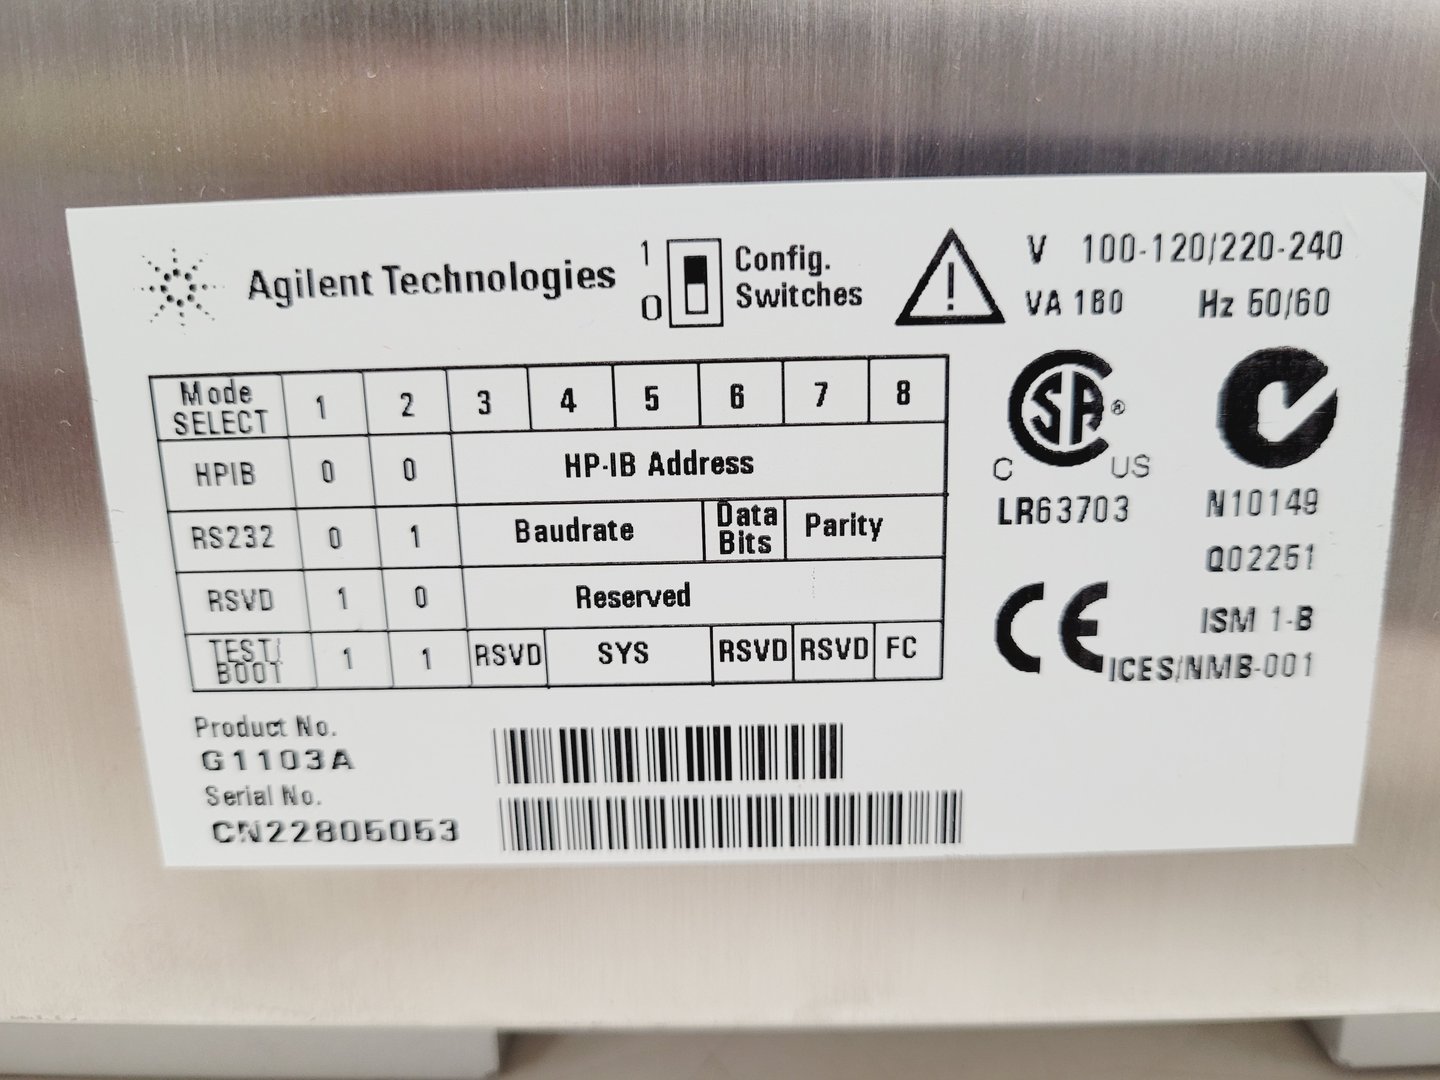 Agilent Technologies
1
0
Config.
Switches
V 100-120/220-240
VA 160 Hz 50/60
Mode
SELECT 1 2 3 4 5 6 7 8
HPIB 0 0 HP-IB Address
RS232 0 1 Baudrate Data
Bits Parity
RSVD 1 0 Reserved
TEST/
BOOT 1 1 RSVD SYS RSVD RSVD FC
SA ®
C US
LR63703
N10149
Q02251
CE
ISM 1-B
ICES/NMB-001
Product No.
G1103A
Serial No.
CN22805053